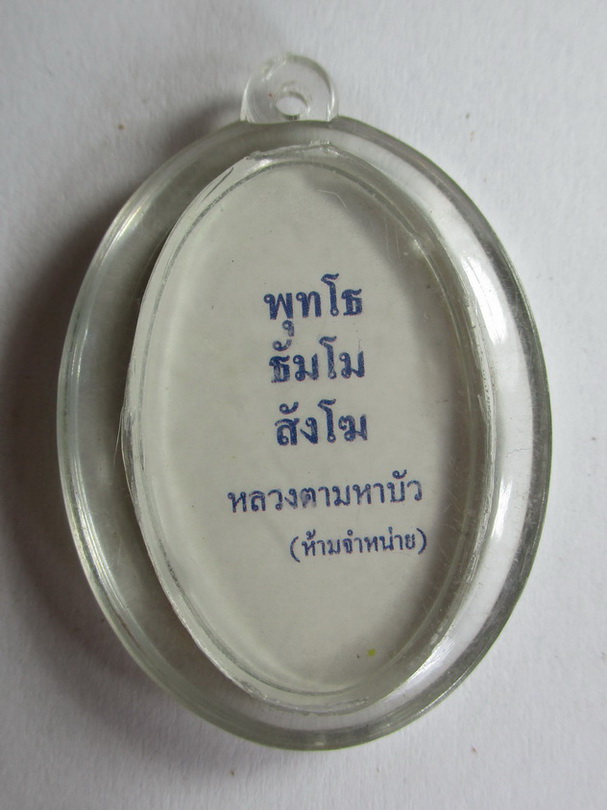 พุทโธ
ธัมโม
สังโฆ
หลวงตามหาบัว
(ห้ามจำหน่าย)